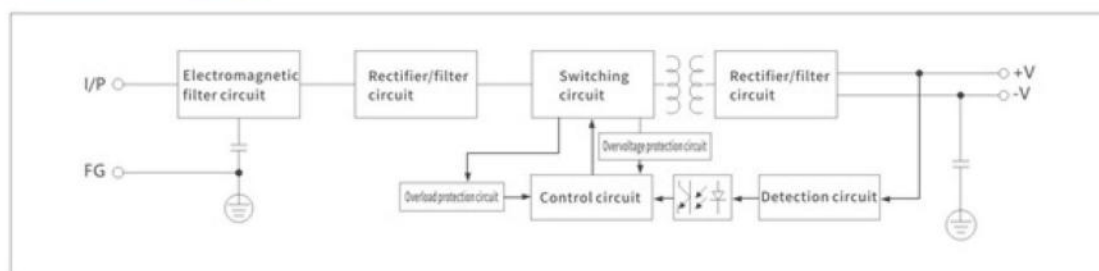 I/P
Electromagnetic
filter circuit
Rectifier/filter
circuit
Switching
circuit
Rectifier/filter
circuit
+V
-V
Overvoltage protection circuit
FG
Overload protection circuit
Control circuit
Detection circuit